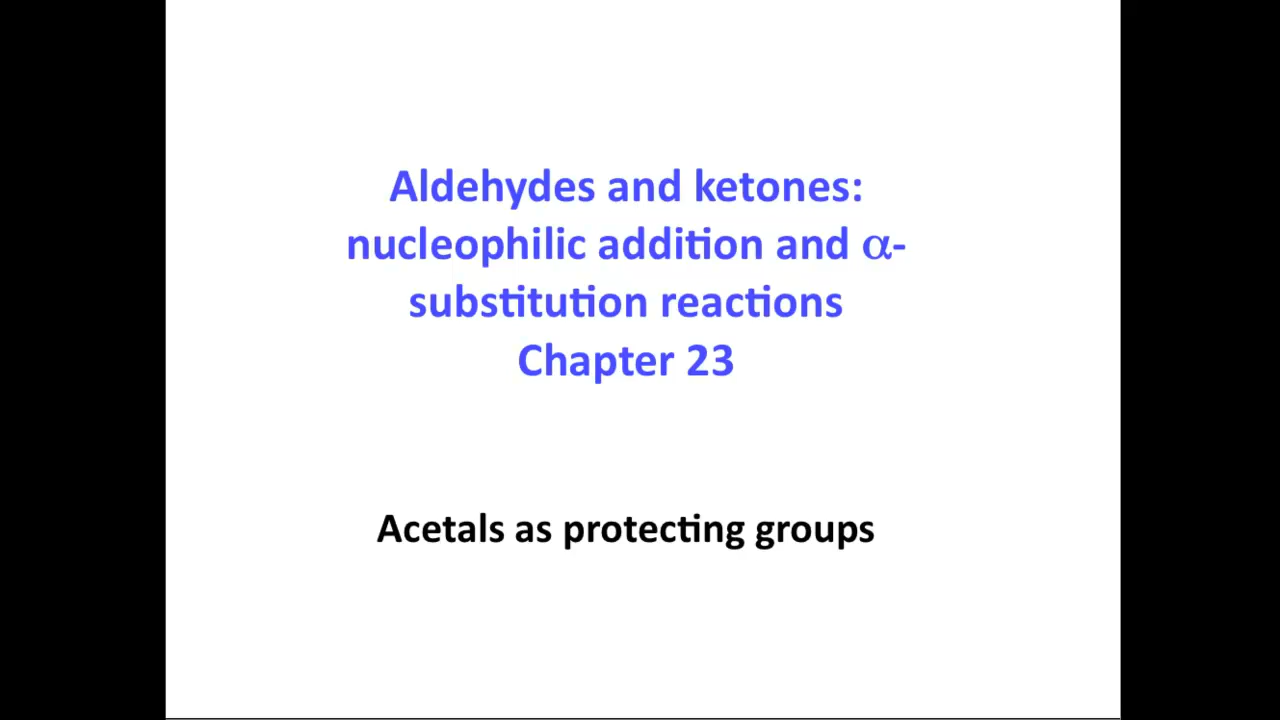 Aldehydes and ketones:
nucleophilic addition and α-
substitution reactions
Chapter 23
Acetals as protecting groups